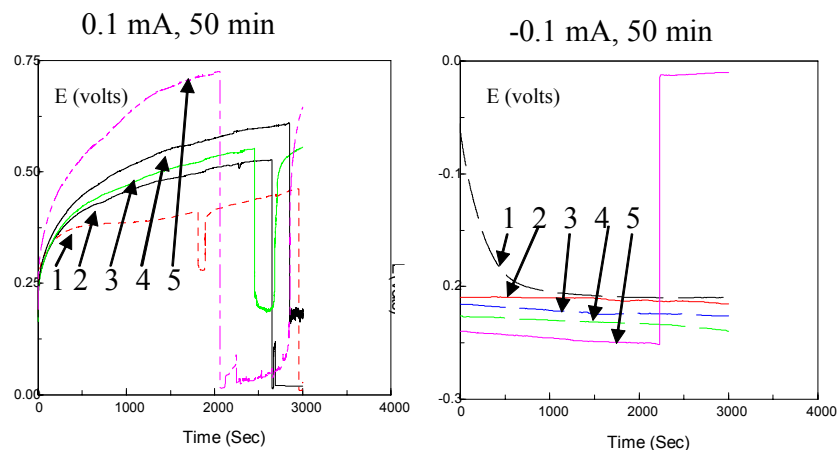 0.1 mA, 50 min
-0.1 mA, 50 min
0.75
E (volts)
0.50
0.25
0.00
1 2 3 4 5
0 1000 2000 3000 4000
Time (Sec)
0.0
E (volts)
-0.1
0.2
-0.3
1 2 3 4 5
0 1000 2000 3000 4000
Time (Sec)